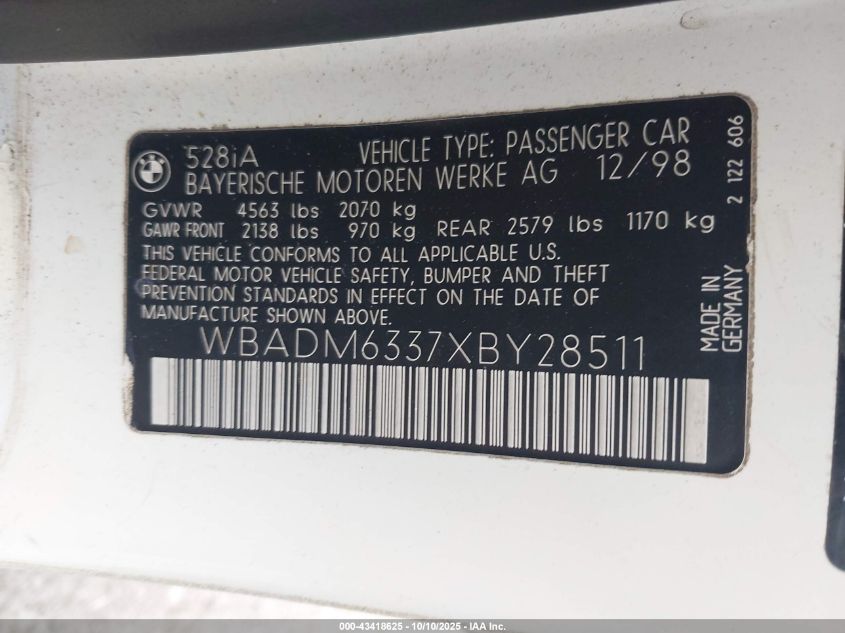 BMW
528iA VEHICLE TYPE: PASSENGER CAR
BAYERISCHE MOTOREN WERKE AG 12/98
GVWR 4563 lbs 2070 kg
GAWR FRONT 2138 lbs 970 kg REAR 2579 lbs 1170 kg
THIS VEHICLE CONFORMS TO ALL APPLICABLE U.S.
FEDERAL MOTOR VEHICLE SAFETY, BUMPER AND THEFT
PREVENTION STANDARDS IN EFFECT ON THE DATE OF
MANUFACTURE SHOWN ABOVE.
WBADM6337XBY28511
MADE IN
GERMANY
2 122 606
000-43418625 - 10/10/2025 - IAA Inc.